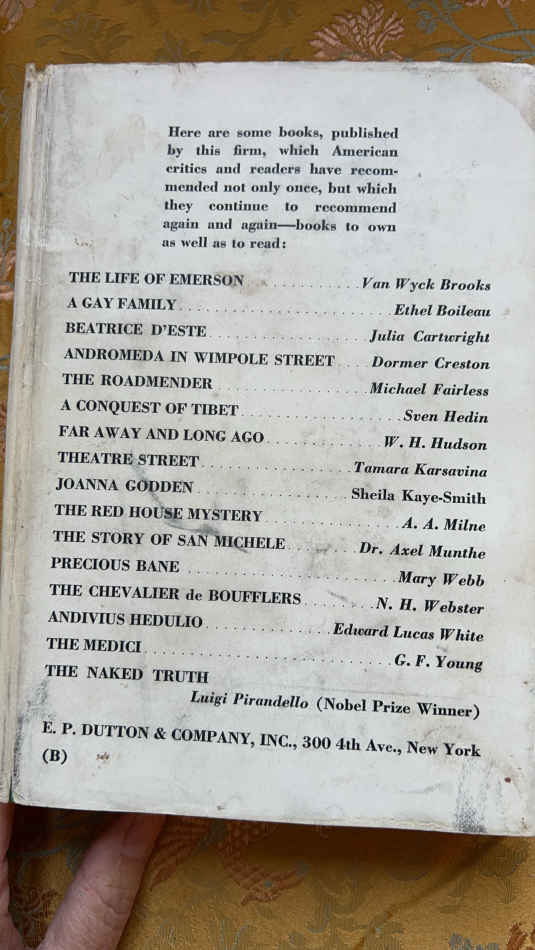 Here are some books, published
by this firm, which American
critics and readers have recom-
mended not only once, but which
they continue to recommend
again and again—books to own
as well as to read:
THE LIFE OF EMERSON . . . . . . . . . . . Van Wyck Brooks
A GAY FAMILY . . . . . . . . . . . . . . . . . . . . . . Ethel Boileau
BEATRICE D'ESTE . . . . . . . . . . . . . . . . . Julia Cartwright
ANDROMEDA IN WIMPOLE STREET . . . . Dormer Creston
THE ROADMENDER . . . . . . . . . . . . . . . . Michael Fairless
A CONQUEST OF TIBET . . . . . . . . . . . . . . . . . Sven Hedin
FAR AWAY AND LONG AGO . . . . . . . . . . . . W. H. Hudson
THEATRE STREET . . . . . . . . . . . . . . . . Tamara Karsavina
JOANNA GODDEN . . . . . . . . . . . . . . . . Sheila Kaye-Smith
THE RED HOUSE MYSTERY . . . . . . . . . . . . . . A. A. Milne
THE STORY OF SAN MICHELE . . . . . . . Dr. Axel Munthe
PRECIOUS BANE . . . . . . . . . . . . . . . . . . . . . . Mary Webb
THE CHEVALIER de BOUFFLERS . . . . . . . . N. H. Webster
ANDIVIUS HEDULIO . . . . . . . . . . . . . Edward Lucas White
THE MEDICI . . . . . . . . . . . . . . . . . . . . . . . . . G. F. Young
THE NAKED TRUTH
Luigi Pirandello (Nobel Prize Winner)
E. P. DUTTON & COMPANY, INC., 300 4th Ave., New York
(B)